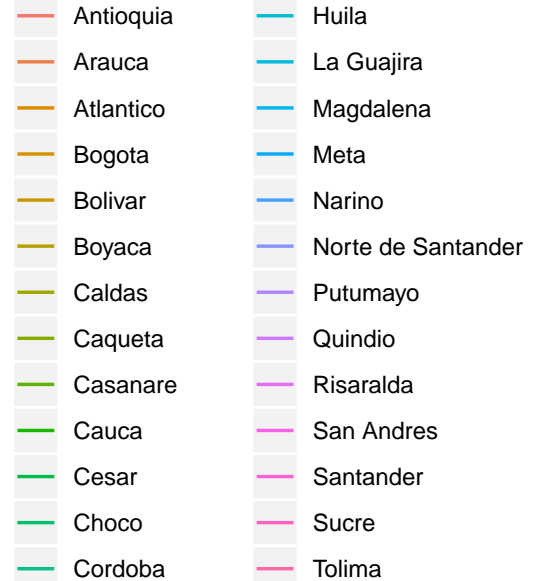 Antioquia
Arauca
Atlantico
Bogota
Bolivar
Boyaca
Caldas
Caqueta
Casanare
Cauca
Cesar
Choco
Cordoba
Huila
La Guajira
Magdalena
Meta
Narino
Norte de Santander
Putumayo
Quindio
Risaralda
San Andres
Santander
Sucre
Tolima